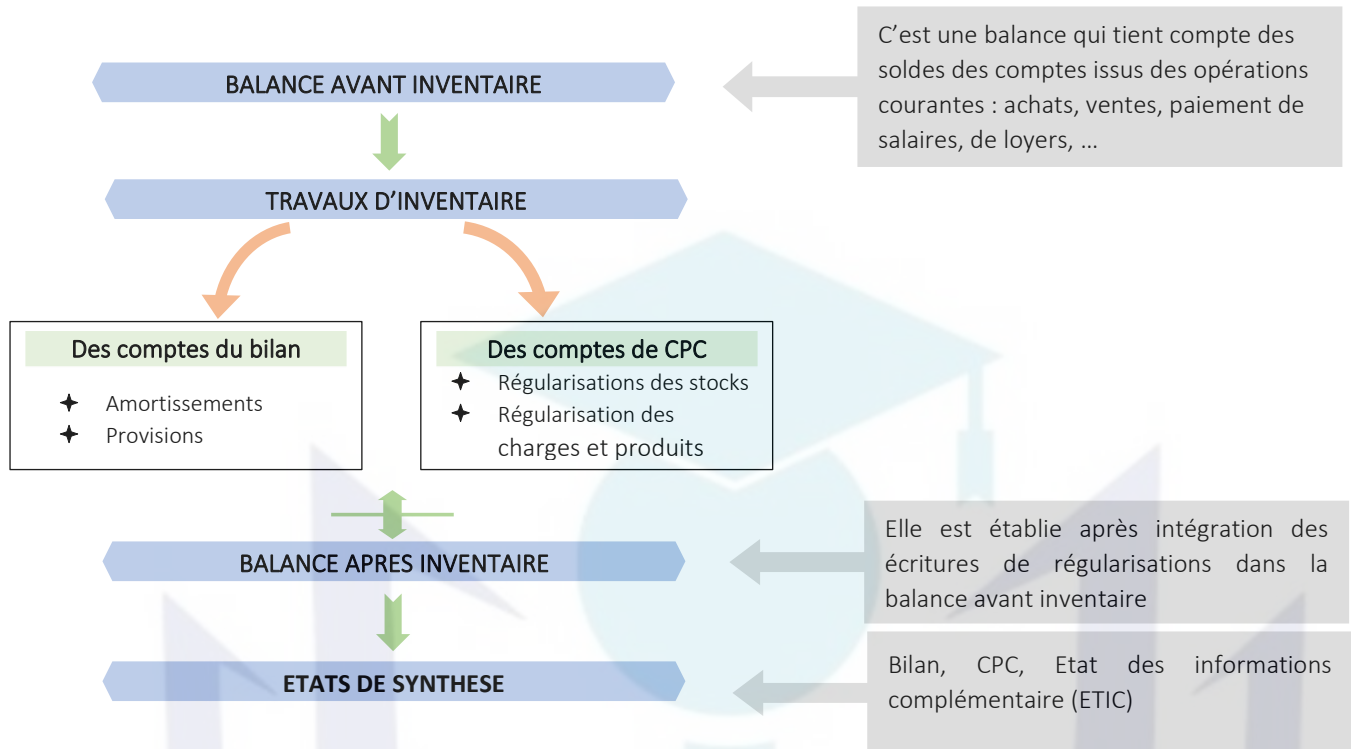 C’est une balance qui tient compte des
soldes des comptes issus des opérations
courantes : achats, ventes, paiement de
salaires, de loyers, …
BALANCE AVANT INVENTAIRE
TRAVAUX D’INVENTAIRE
Des comptes du bilan
Amortissements
Provisions
Des comptes de CPC
Régularisations des stocks
Régularisation des
charges et produits
Elle est établie après intégration des
écritures de régularisations dans la
balance avant inventaire
BALANCE APRES INVENTAIRE
Bilan, CPC, Etat des informations
complémentaire (ETIC)
ETATS DE SYNTHESE